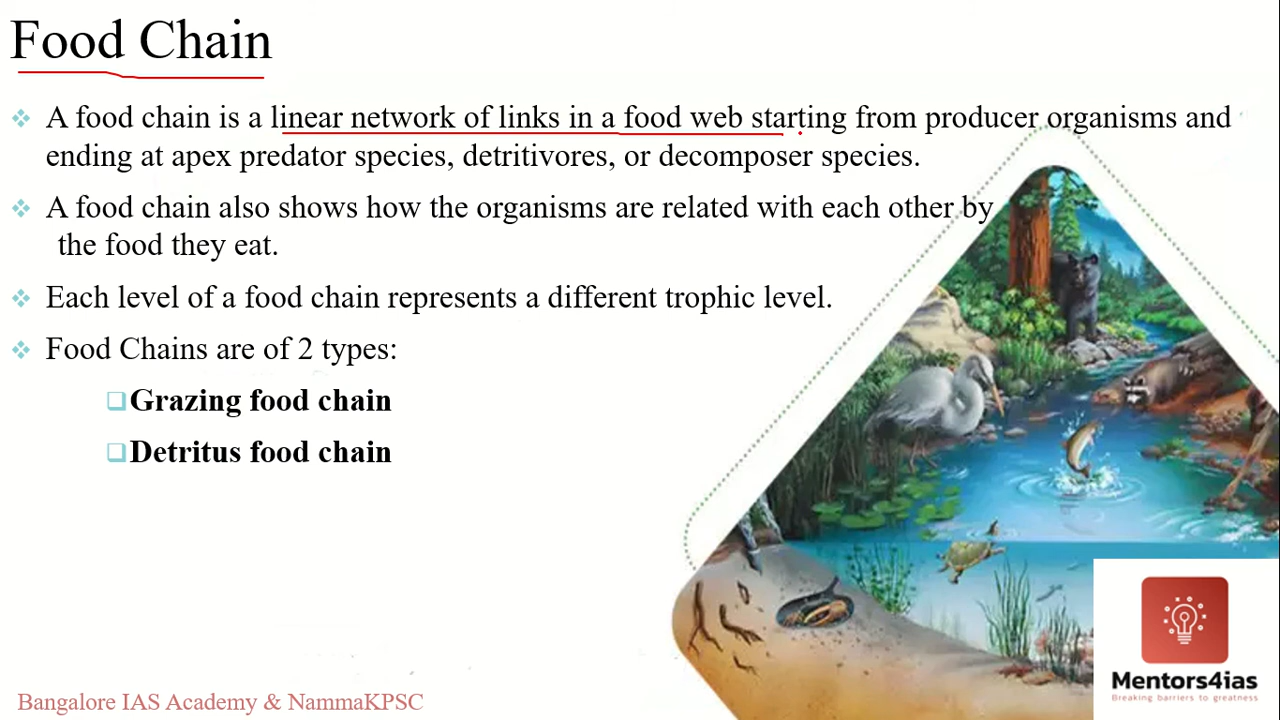 Food Chain
A food chain is a linear network of links in a food web starting from producer organisms and
ending at apex predator species, detritivores, or decomposer species.
A food chain also shows how the organisms are related with each other by
the food they eat.
Each level of a food chain represents a different trophic level.
Food Chains are of 2 types:
Grazing food chain
Detritus food chain
Mentors4ias
Breaking barriers to greatness
Bangalore IAS Academy & NammaKPSC